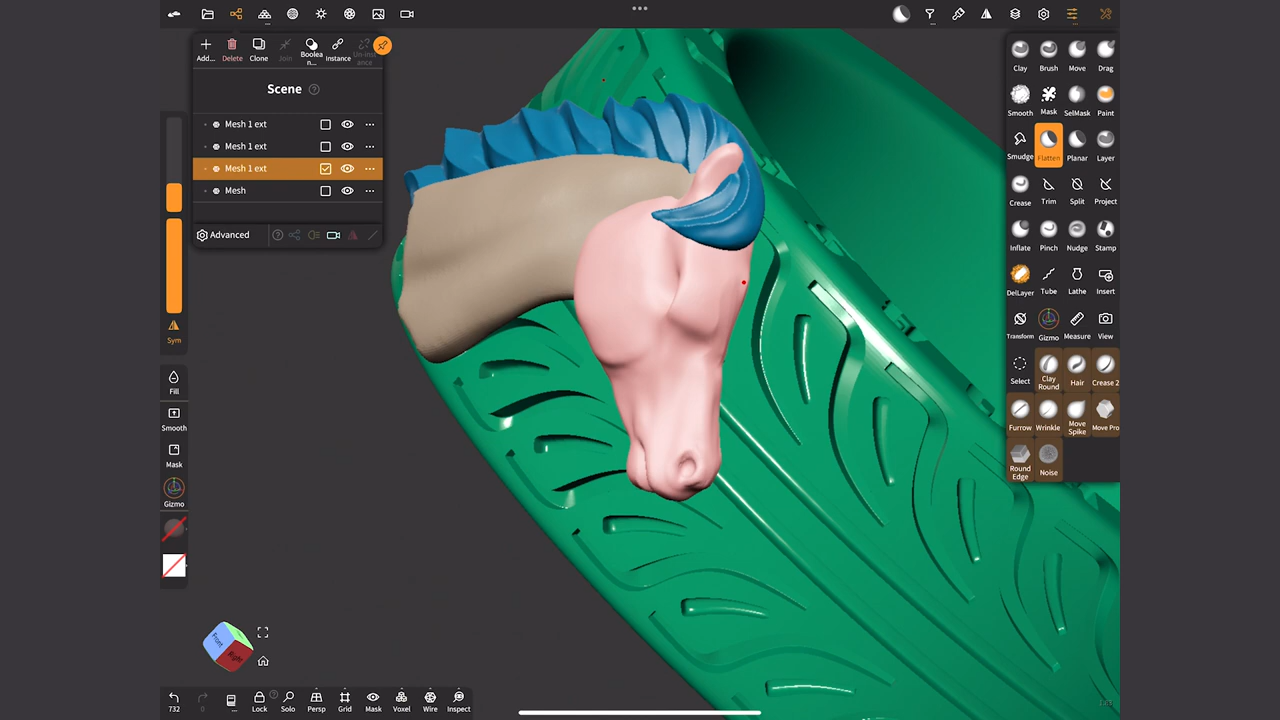 Add...
Delete
Clone
Join
Boolea
n...
Instance
Un-inst
ance
Scene ?
Mesh 1 ext
Mesh 1 ext
Mesh 1 ext
Mesh
Advanced
Sym
Fill
Smooth
Mask
Gizmo
Front
Right
732
0
Lock
Solo
Persp
Grid
Mask
Voxel
Wire
Inspect
Clay
Brush
Move
Drag
Smooth
Mask
SelMask
Paint
Smudge
Flatten
Planar
Layer
Crease
Trim
Split
Project
Inflate
Pinch
Nudge
Stamp
DelLayer
Tube
Lathe
Insert
Transform
Gizmo
Measure
View
Select
Clay
Round
Hair
Crease 2
Furrow
Wrinkle
Move
Spike
Move Pro
Round
Edge
Noise